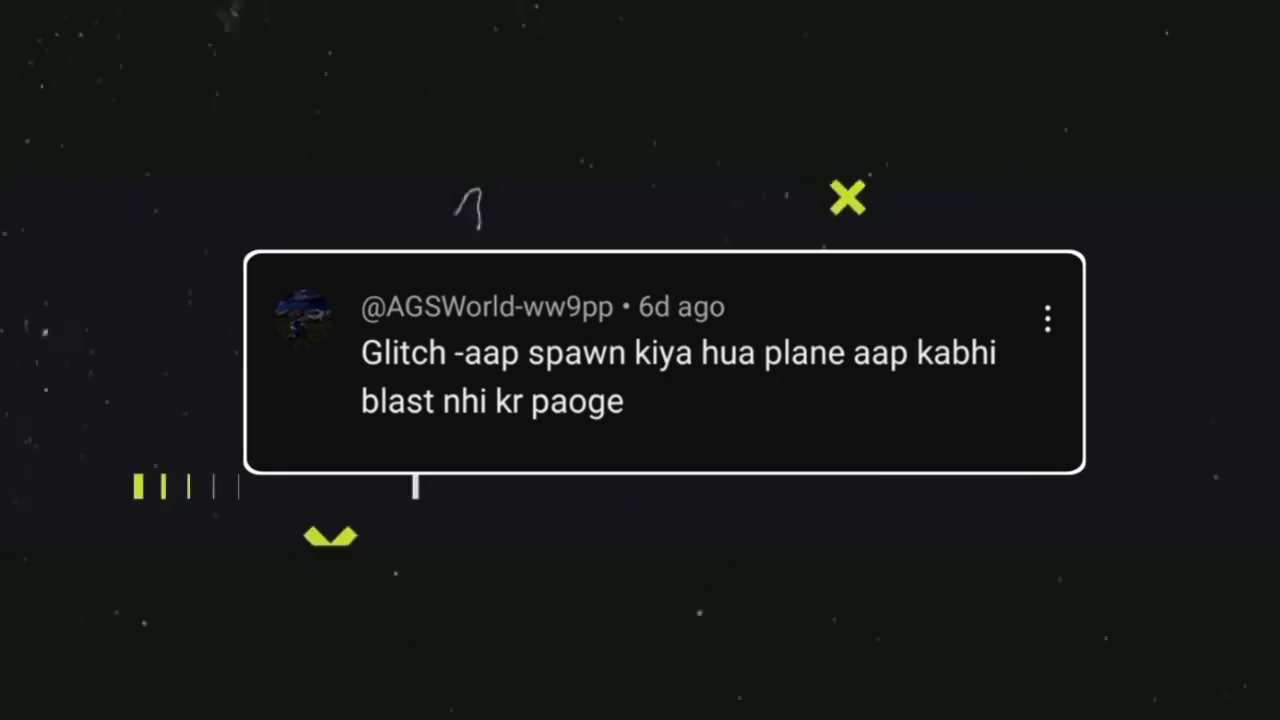 @AGSWorld-ww9pp • 6d ago
Glitch -aap spawn kiya hua plane aap kabhi
blast nhi kr paoge